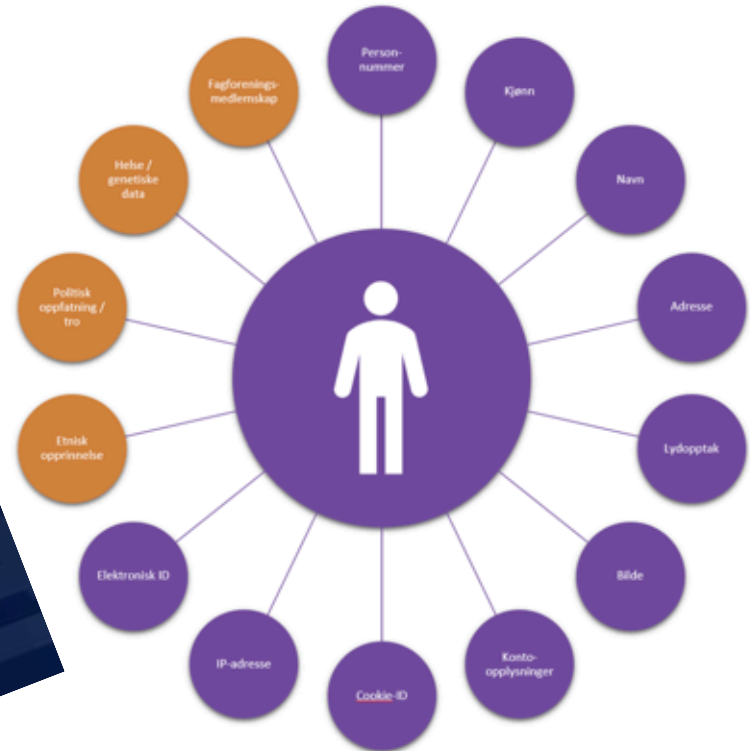 Person-
nummer
Kjønn
Navn
Adresse
Lydopptak
Bilde
Konto-
opplysninger
Cookie-ID
IP-adresse
Elektronisk ID
Etnisk
opprinnelse
Politisk
oppfatning /
tro
Helse /
genetiske
data
Fagforenings-
medlemskap